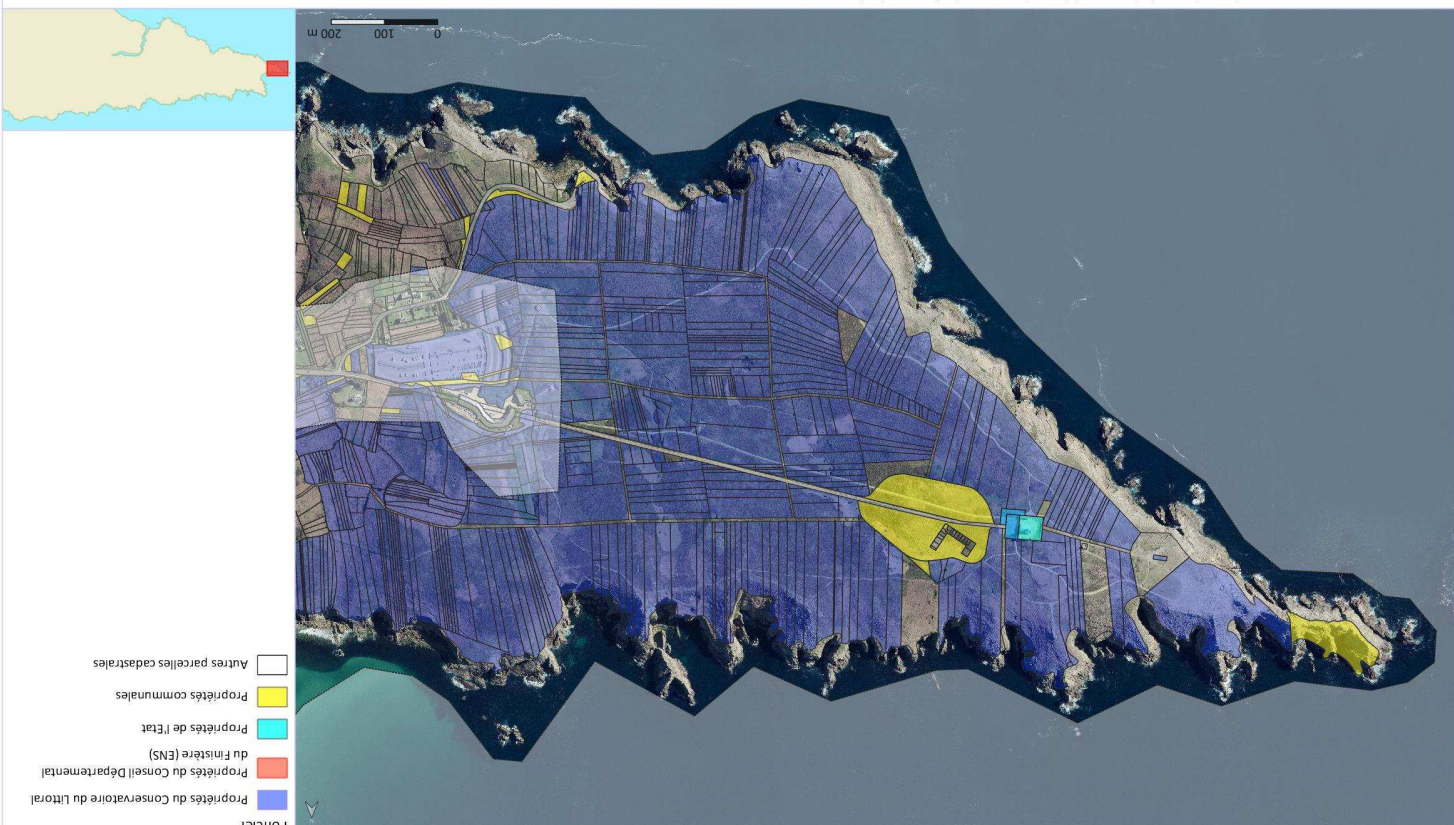 Foncier
Propriétés du Conservatoire du Littoral
Propriétés du Conseil Départemental
du Finistère (ENS)
Propriétés de l'Etat
Propriétés communales
Autres parcelles cadastrales
0 100 200 m